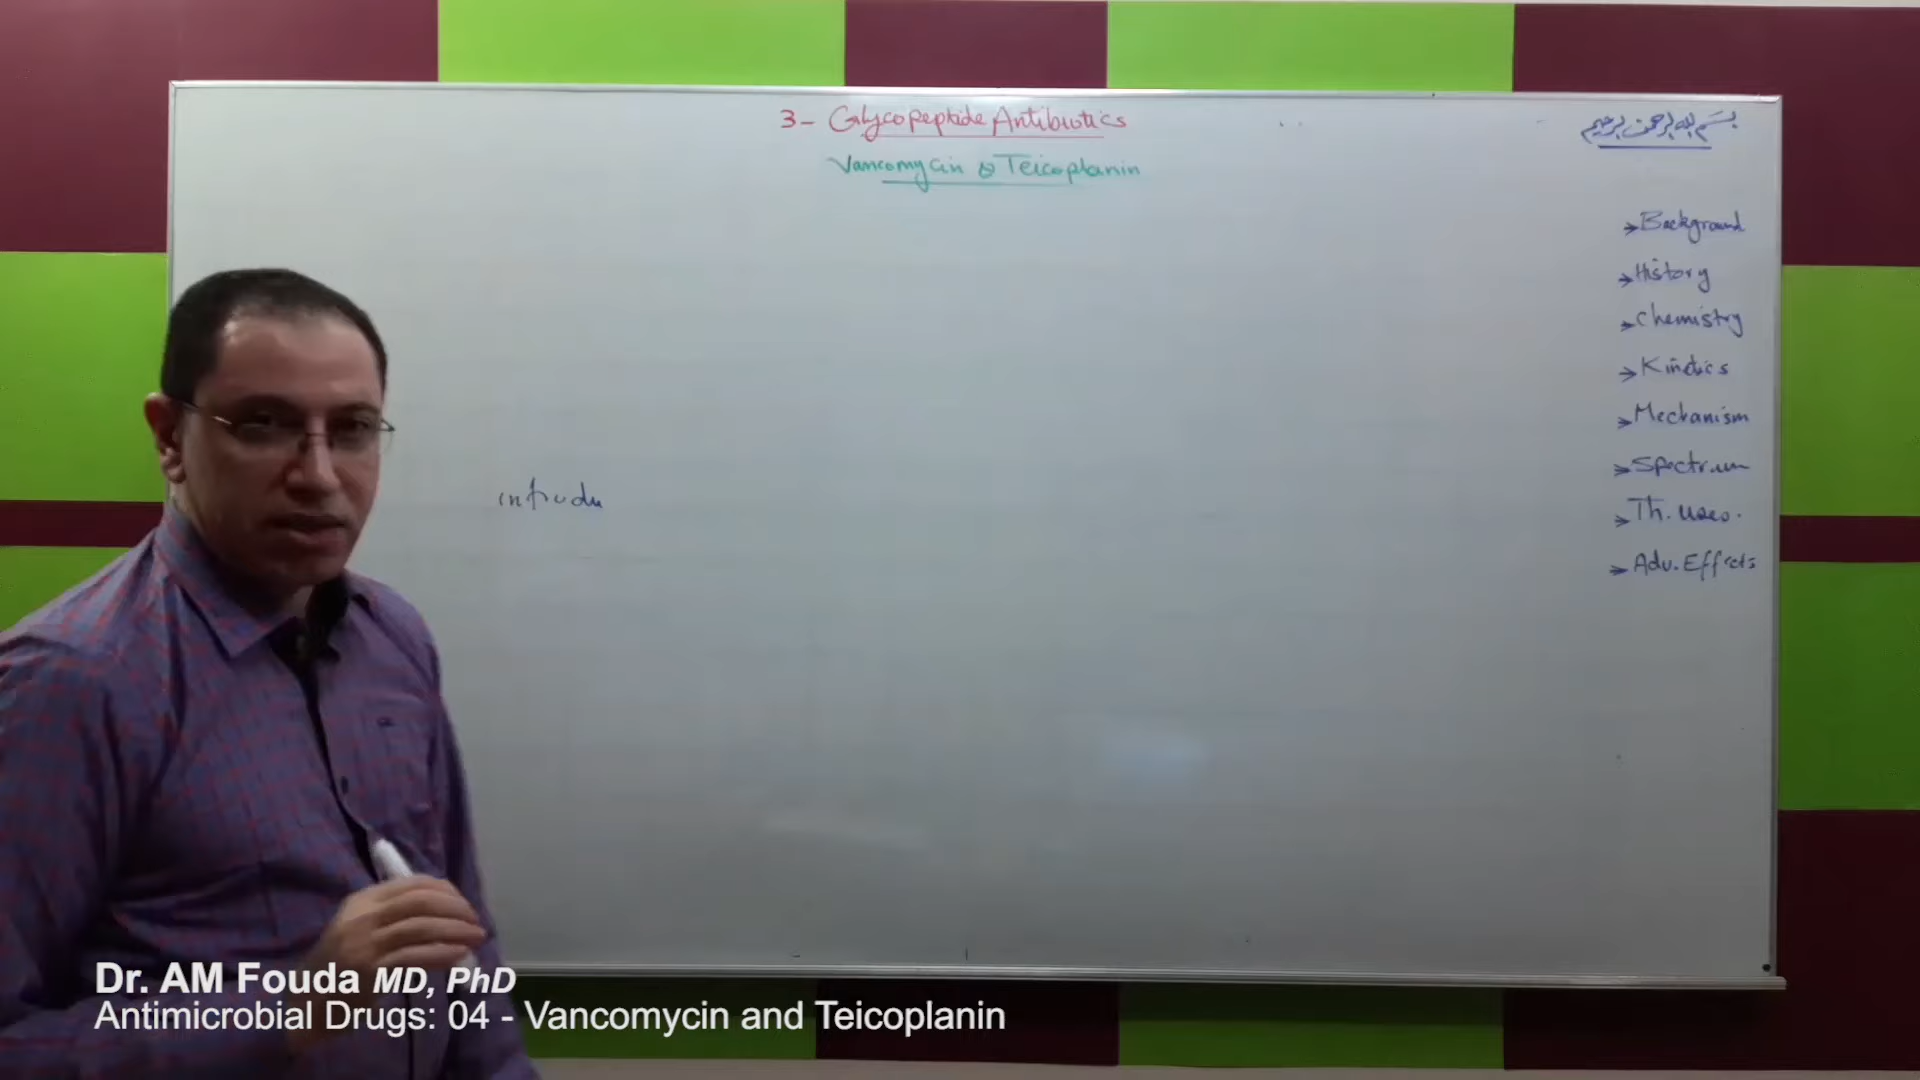 3- Glycopeptide Antibiotics
Vancomycin & Teicoplanin
بسم الله الرحمن الرحيم
→ Background
→ History
→ Chemistry
→ Kinetics
→ Mechanism
→ Spectrum
→ Th. uses.
→ Adv. Effects
introdu
Dr. AM Fouda MD, PhD
Antimicrobial Drugs: 04 - Vancomycin and Teicoplanin